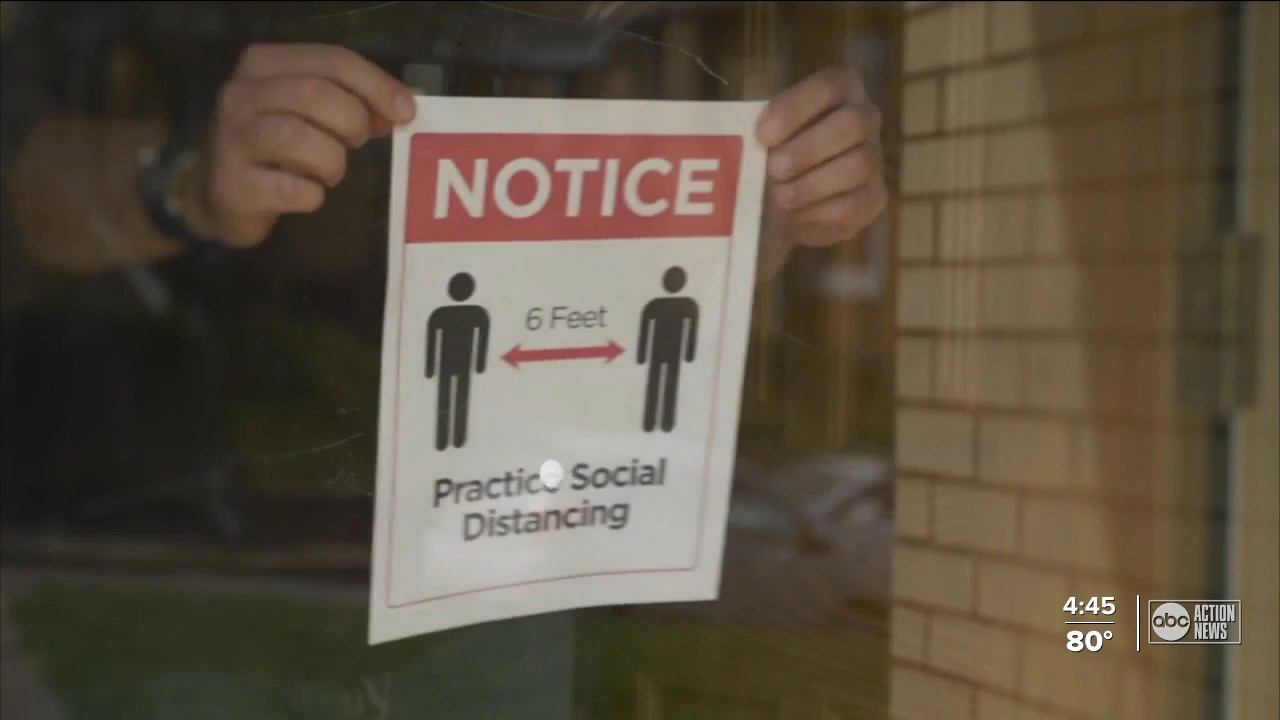 NOTICE
6 Feet
Practice Social
Distancing
4:45
80°
abc ACTION
NEWS